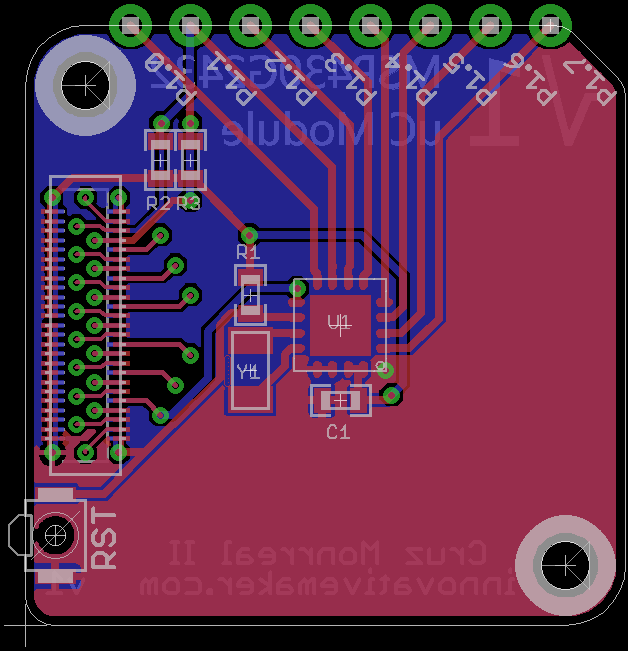 P1.0
P1.1
P1.2
P1.3
P1.4
P1.5
P1.6
P1.7
uC Module
V1
R2
R3
R1
U1
Y1
C1
RST
Cruz Monrreal II
innovativemaker.com
v1